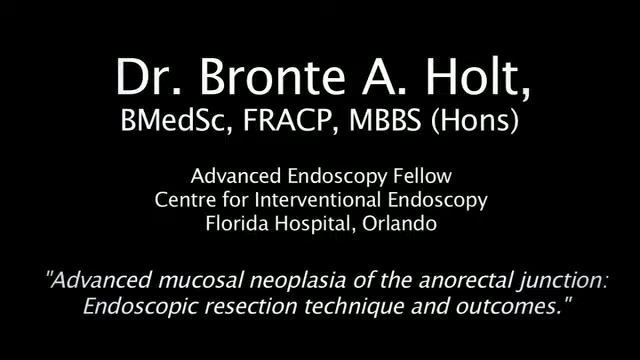 Dr. Bronte A. Holt,
BMedSc, FRACP, MBBS (Hons)
Advanced Endoscopy Fellow
Centre for Interventional Endoscopy
Florida Hospital, Orlando
"Advanced mucosal neoplasia of the anorectal junction:
Endoscopic resection technique and outcomes."